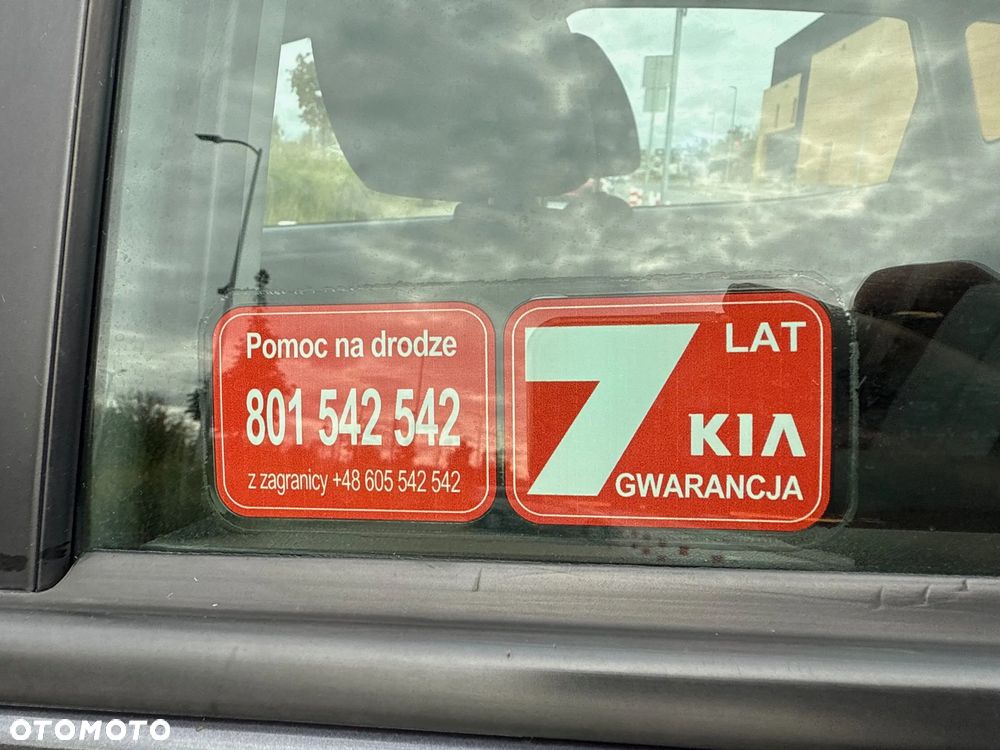 Pomoc na drodze
801 542 542
z zagranicy +48 605 542 542
7 LAT
KIA
GWARANCJA
OTOMOTO